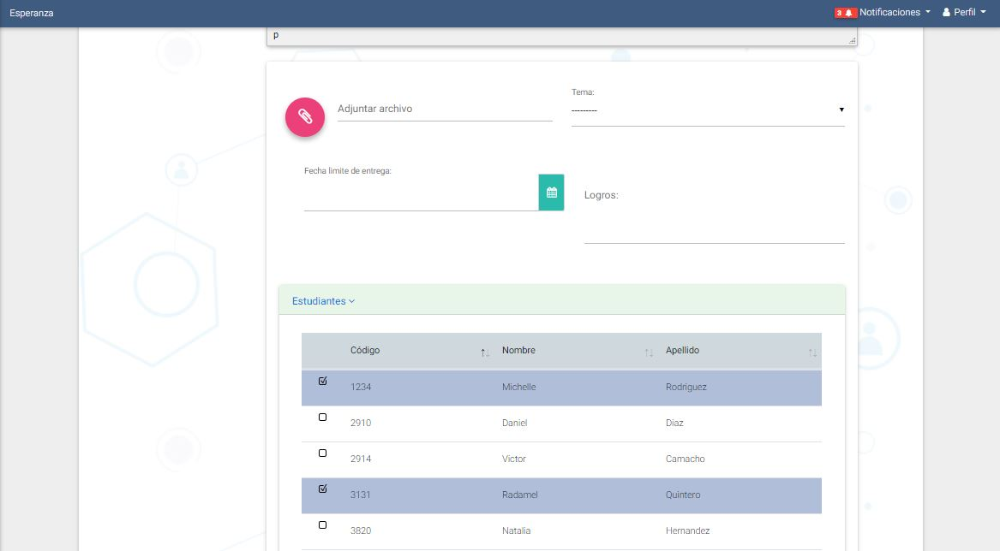 Esperanza
3 Notificaciones Perfil
p
Tema:
Adjuntar archivo
---------
Fecha limite de entrega:
Logros:
Estudiantes
Código Nombre Apellido
1234 Michelle Rodriguez
2910 Daniel Diaz
2914 Victor Camacho
3131 Radamel Quintero
3820 Natalia Hernandez